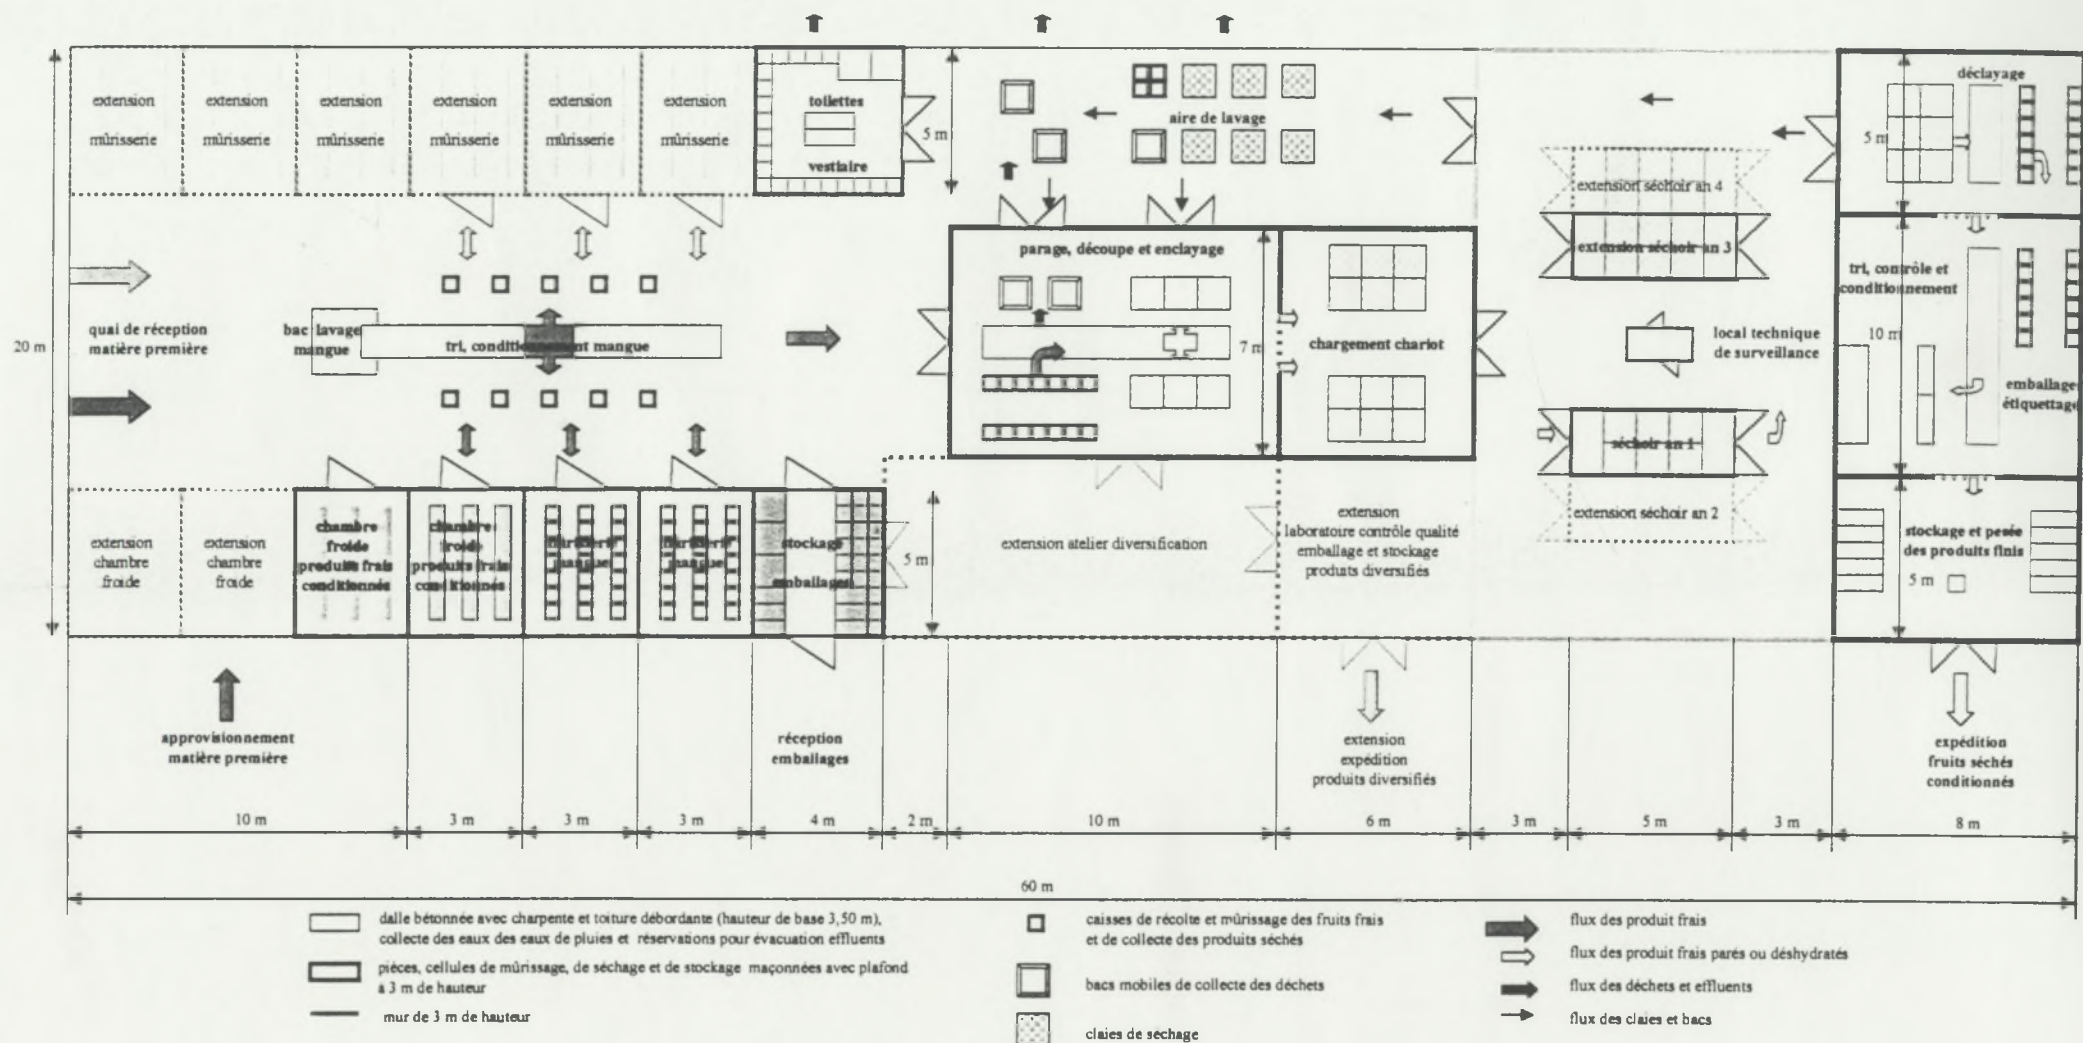 extension
mûrisserie
extension
mûrisserie
extension
mûrisserie
extension
mûrisserie
extension
mûrisserie
extension
mûrisserie
toilettes
vestiaire
5 m
aire de lavage
déclayage
5 m
extension séchoir an 4
extension séchoir an 3
parage, découpe et enclayage
tri, contrôle et
conditionnement
quai de réception
matière première
bac lavage
mangue
tri, conditionnement mangue
20 m
7 m
chargement chariot
local technique
de surveillance
10 m
emballage
étiquettage
séchoir an 1
extension séchoir an 2
extension
chambre
froide
extension
chambre
froide
chambre
froide
produits frais
conditionnés
chambre
froide
produits frais
conditionnés
mangue
mangue
stockage
emballages
5 m
extension atelier diversification
extension
laboratoire contrôle qualité
emballage et stockage
produits diversifiés
stockage et pesée
des produits finis
5 m
approvisionnement
matière première
réception
emballages
extension
expédition
produits diversifiés
expédition
fruits séchés
conditionnés
10 m
3 m
3 m
3 m
4 m
2 m
10 m
6 m
3 m
5 m
3 m
8 m
60 m
dalle bétonnée avec charpente et toiture débordante (hauteur de base 3,50 m),
collecte des eaux des eaux de pluies et réservations pour évacuation effluents
pièces, cellules de mûrissage, de séchage et de stockage maçonnées avec plafond
à 3 m de hauteur
mur de 3 m de hauteur
caisses de récolte et mûrissage des fruits frais
et de collecte des produits séchés
bacs mobiles de collecte des déchets
claies de séchage
flux des produit frais
flux des produit frais parés ou déshydratés
flux des déchets et effluents
flux des claies et bacs